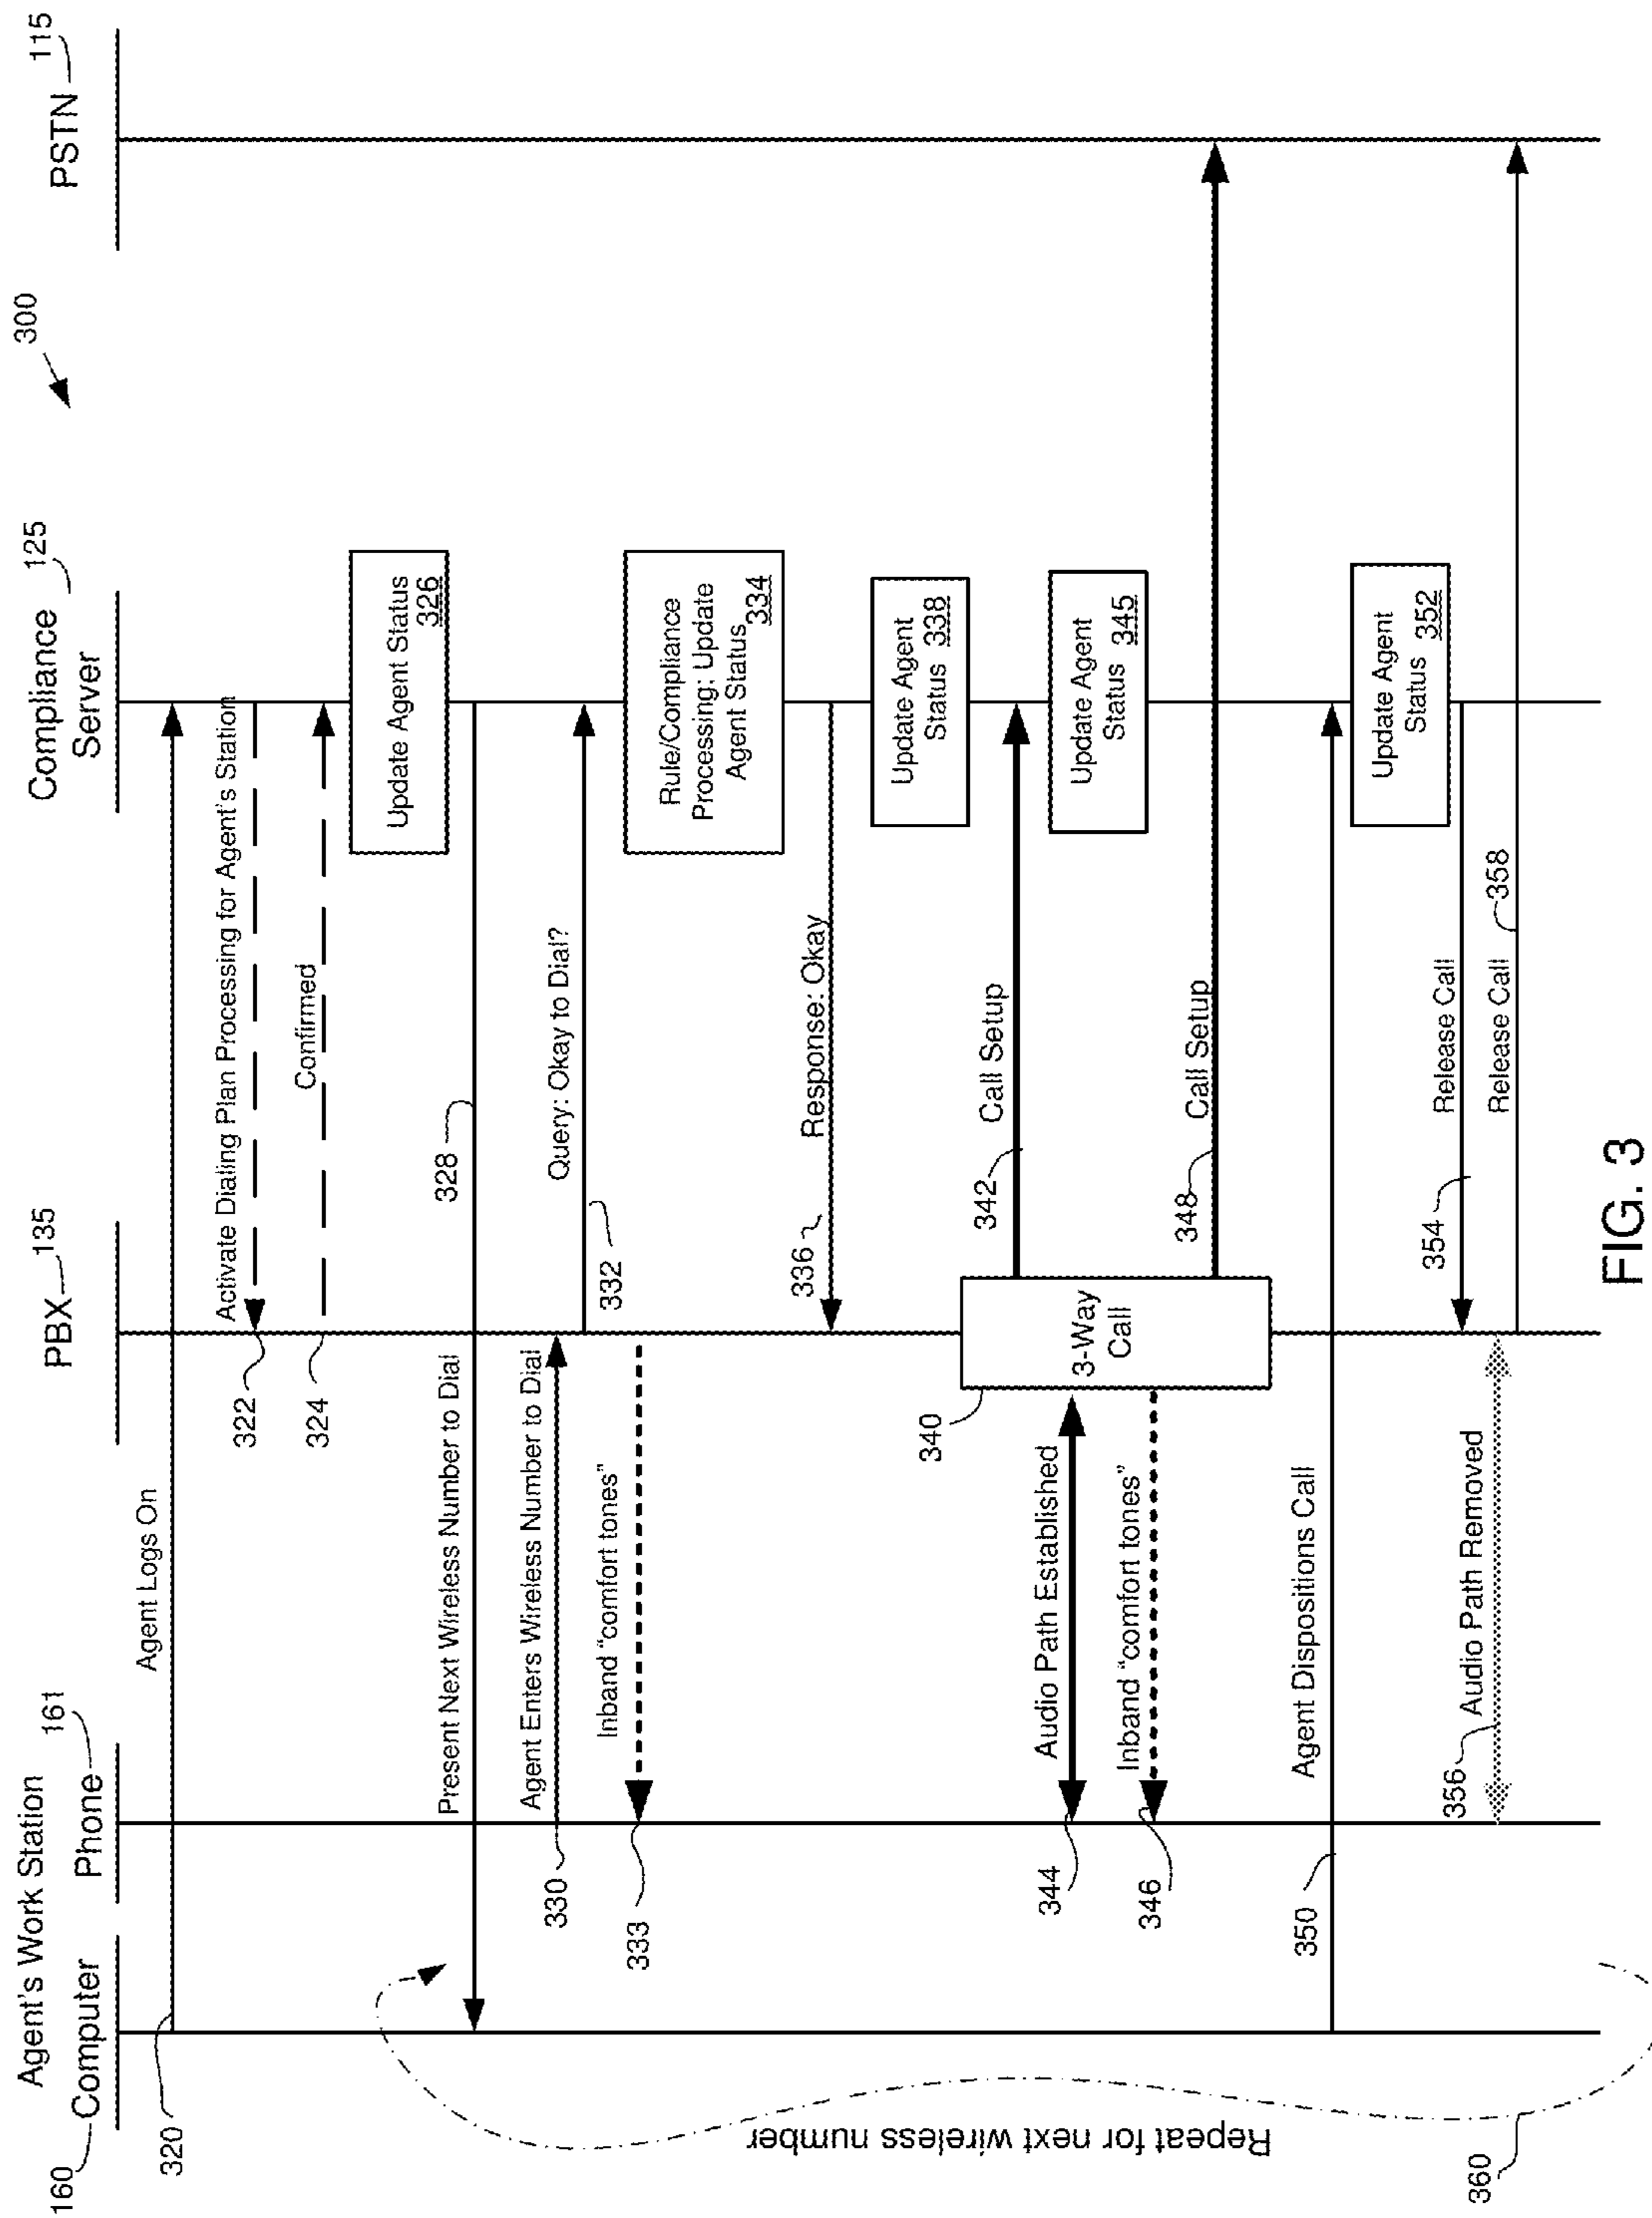 300
Agent's Work Station
160 Computer
Phone 161
PBX 135
Compliance
Server
125
PSTN 115
Agent Logs On
320
Activate Dialing Plan Processing for Agent's Station
322
Confirmed
324
Update Agent Status
326
Present Next Wireless Number to Dial
328
Agent Enters Wireless Number to Dial
330
Query: Okay to Dial?
332
Inband “comfort tones”
333
Rule/Compliance
Processing; Update
Agent Status
334
Response: Okay
336
Update Agent
Status 338
3-Way
Call
340
Call Setup
342
Audio Path Established
344
Update Agent
Status 345
Inband “comfort tones”
346
Call Setup
348
Agent Dispositions Call
350
Update Agent
Status 352
Release Call
354
Audio Path Removed
356
Release Call
358
Repeat for next wireless number
360
FIG. 3